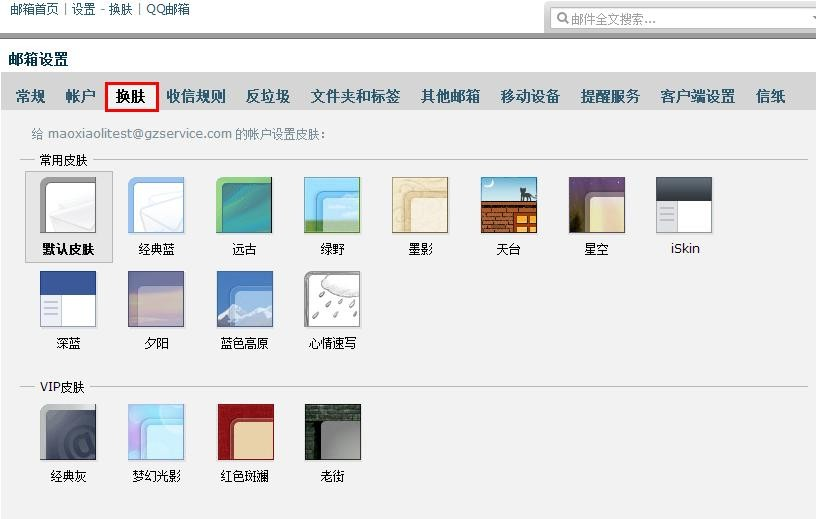 邮箱首页 | 设置 - 换肤 | QQ邮箱
邮件全文搜索...
邮箱设置
常规 帐户 换肤 收信规则 反垃圾 文件夹和标签 其他邮箱 移动设备 提醒服务 客户端设置 信纸
给 maoxiaolitest@gzservice.com 的帐户设置皮肤：
常用皮肤
默认皮肤 经典蓝 远古 绿野 墨影 天台 星空 iSkin
深蓝 夕阳 蓝色高原 心情速写
VIP皮肤
经典灰 梦幻光影 红色斑斓 老街